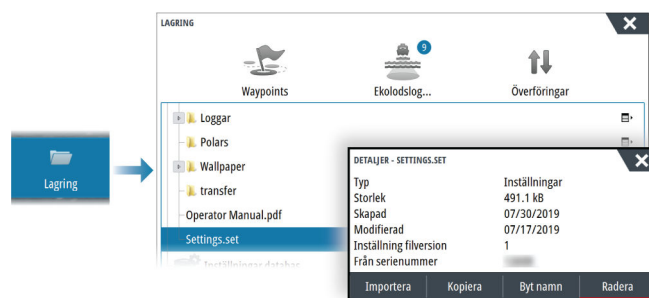 LAGRING
9
Waypoints Ekolodslog... Överföringar
Loggar
Polars
Wallpaper
transfer
Operator Manual.pdf
Settings.set
Inställningar databas
Lagring
DETALJER - SETTINGS.SET
Typ Inställningar
Storlek 491.1 kB
Skapad 07/30/2019
Modifierad 07/17/2019
Inställning filversion 1
Från serienummer
Importera Kopiera Byt namn Radera